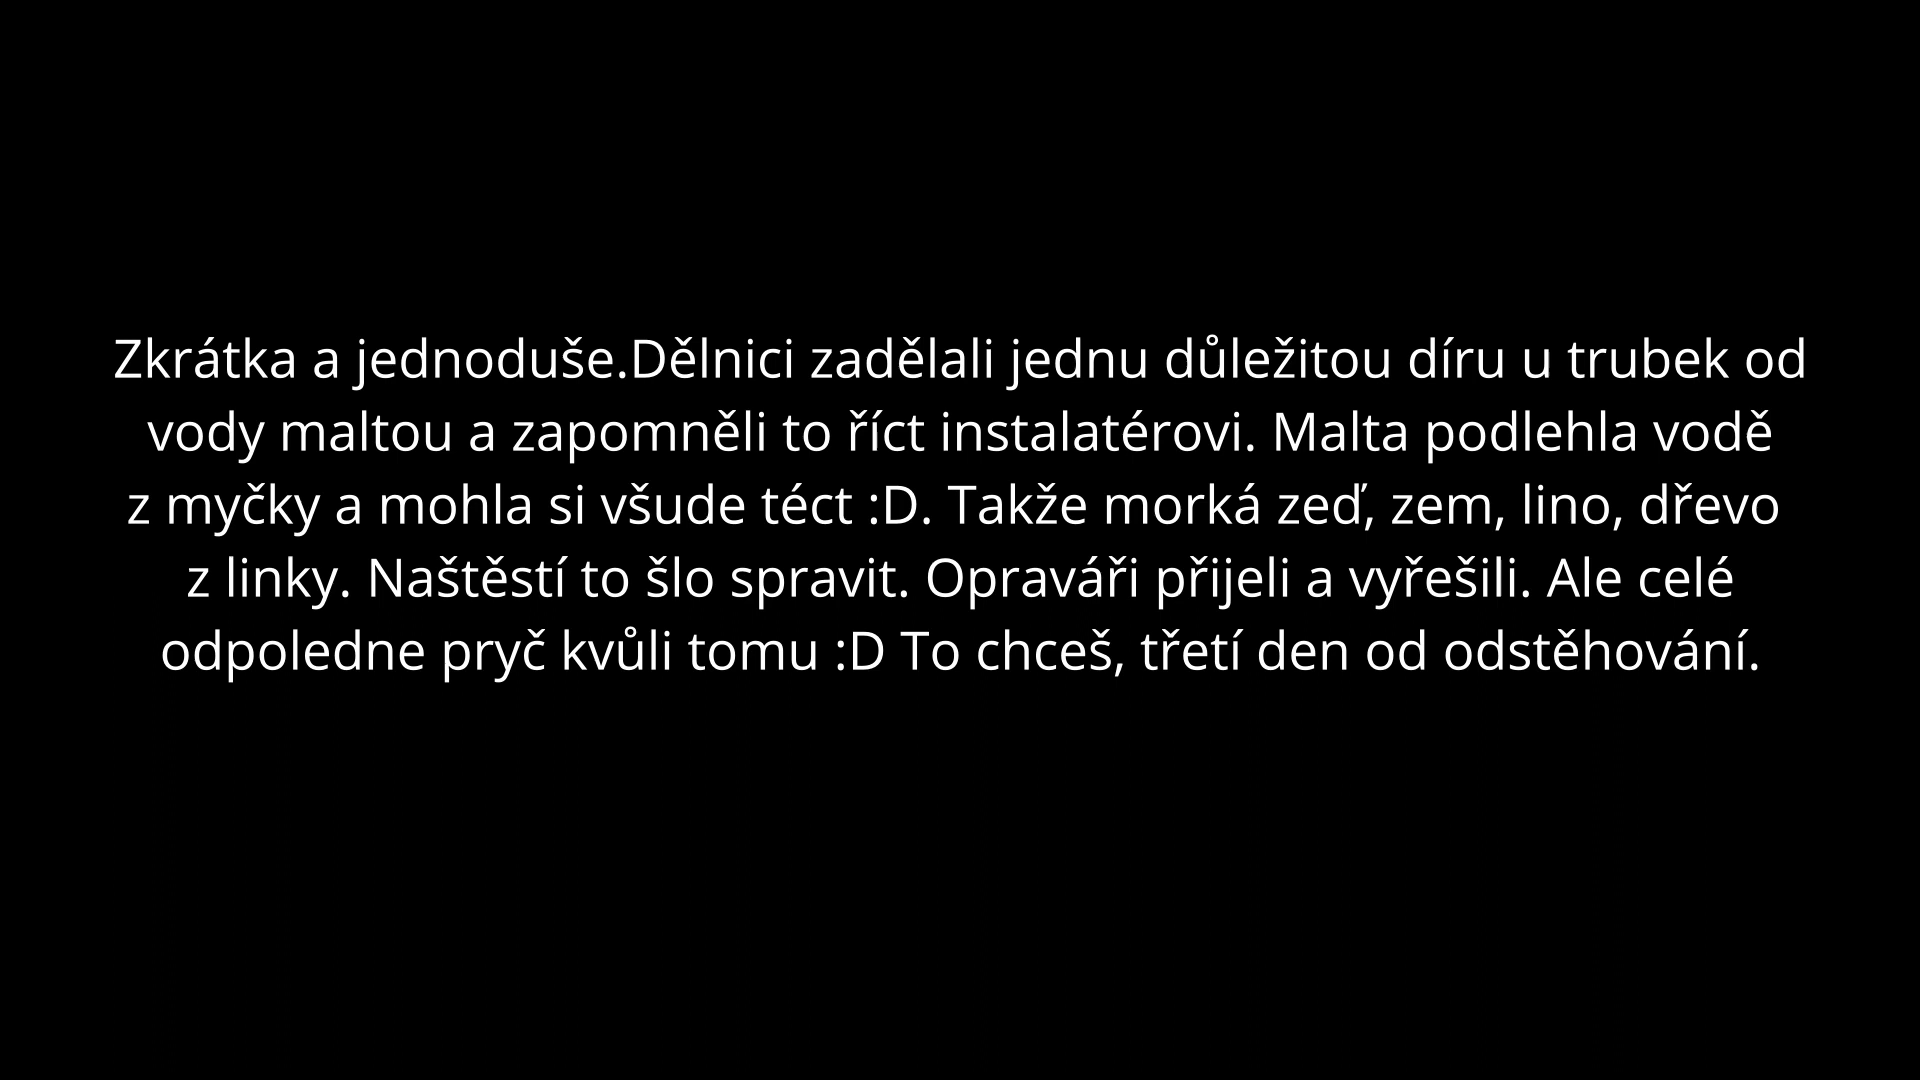 Zkrátka a jednoduše.Dělnici zadělali jednu důležitou díru u trubek od
vody maltou a zapomněli to říct instalatérovi. Malta podlehla vodě
z myčky a mohla si všude téct :D. Takže morká zeď, zem, lino, dřevo
z linky. Naštěstí to šlo spravit. Opraváři přijeli a vyřešili. Ale celé
odpoledne pryč kvůli tomu :D To chceš, třetí den od odstěhování.